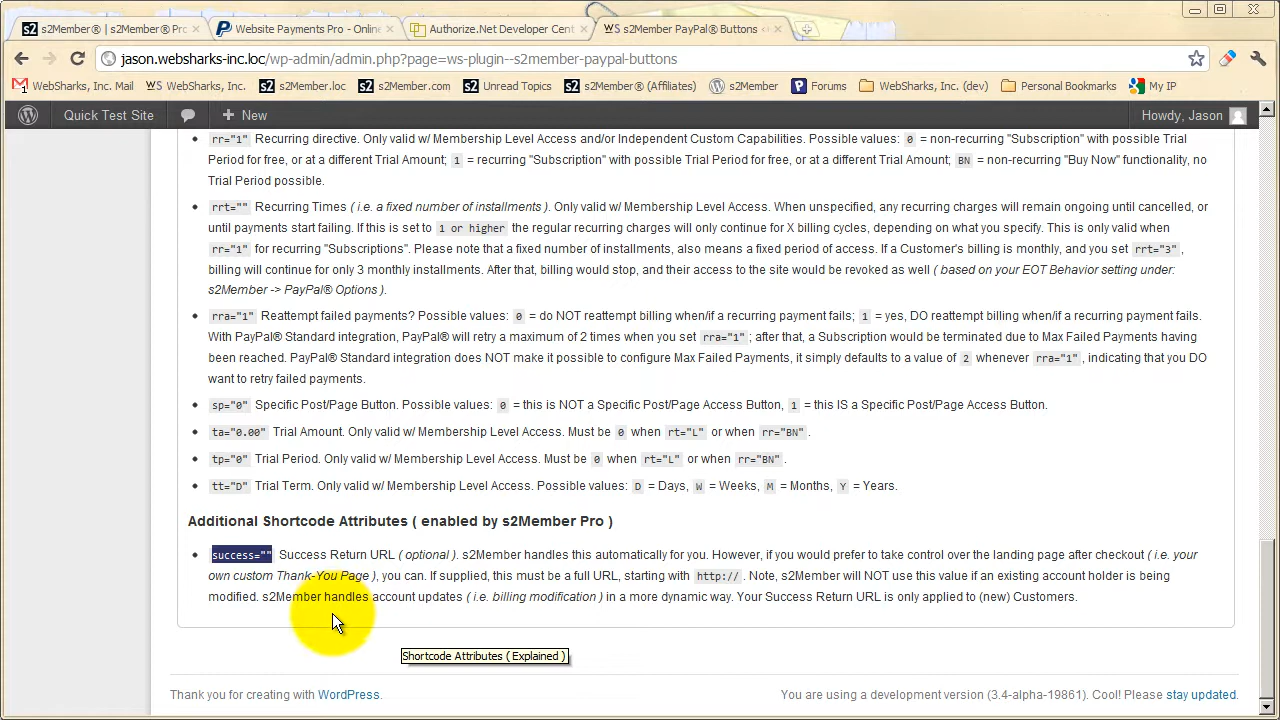 s2Member® | s2Member® Pro
Website Payments Pro - Online
Authorize.Net Developer Cent
s2Member PayPal® Buttons ‹
jason.websharks-inc.loc/wp-admin/admin.php?page=ws-plugin--s2member-paypal-buttons
WebSharks, Inc. Mail
WebSharks, Inc.
s2Member.loc
Unread Topics
s2Member® (Affiliates)
s2Member
Forums
WebSharks, Inc. (dev)
Personal Bookmarks
My IP
Quick Test Site
New
Howdy, Jason
rr="1" Recurring directive. Only valid w/ Membership Level Access and/or Independent Custom Capabilities. Possible values: 0 = non-recurring "Subscription" with possible Trial
Period for free, or at a different Trial Amount; 1 = recurring "Subscription" with possible Trial Period for free, or at a different Trial Amount; BN = non-recurring "Buy Now" functionality, no
Trial Period possible.
rrt="" Recurring Times ( i.e. a fixed number of installments ). Only valid w/ Membership Level Access. When unspecified, any recurring charges will remain ongoing until cancelled, or
until payments start failing. If this is set to 1 or higher the regular recurring charges will only continue for X billing cycles, depending on what you specify. This is only valid when
rr="1" for recurring "Subscriptions". Please note that a fixed number of installments, also means a fixed period of access. If a Customer's billing is monthly, and you set rrt="3",
billing will continue for only 3 monthly installments. After that, billing would stop, and their access to the site would be revoked as well ( based on your EOT Behavior setting under:
s2Member -> PayPal® Options ).
rra="1" Reattempt failed payments? Possible values: 0 = do NOT reattempt billing when/if a recurring payment fails; 1 = yes, DO reattempt billing when/if a recurring payment fails.
With PayPal® Standard integration, PayPal® will retry a maximum of 2 times when you set rra="1"; after that, a Subscription would be terminated due to Max Failed Payments having
been reached. PayPal® Standard integration does NOT make it possible to configure Max Failed Payments, it simply defaults to a value of 2 whenever rra="1", indicating that you DO
want to retry failed payments.
sp="0" Specific Post/Page Button. Possible values: 0 = this is NOT a Specific Post/Page Access Button, 1 = this IS a Specific Post/Page Access Button.
ta="0.00" Trial Amount. Only valid w/ Membership Level Access. Must be 0 when rt="L" or when rr="BN".
tp="0" Trial Period. Only valid w/ Membership Level Access. Must be 0 when rt="L" or when rr="BN".
tt="D" Trial Term. Only valid w/ Membership Level Access. Possible values: D = Days, W = Weeks, M = Months, Y = Years.
Additional Shortcode Attributes ( enabled by s2Member Pro )
success="" Success Return URL ( optional ). s2Member handles this automatically for you. However, if you would prefer to take control over the landing page after checkout ( i.e. your
own custom Thank-You Page ), you can. If supplied, this must be a full URL, starting with http:// . Note, s2Member will NOT use this value if an existing account holder is being
modified. s2Member handles account updates ( i.e. billing modification ) in a more dynamic way. Your Success Return URL is only applied to (new) Customers.
Shortcode Attributes ( Explained )
Thank you for creating with WordPress.
You are using a development version (3.4-alpha-19861). Cool! Please stay updated.